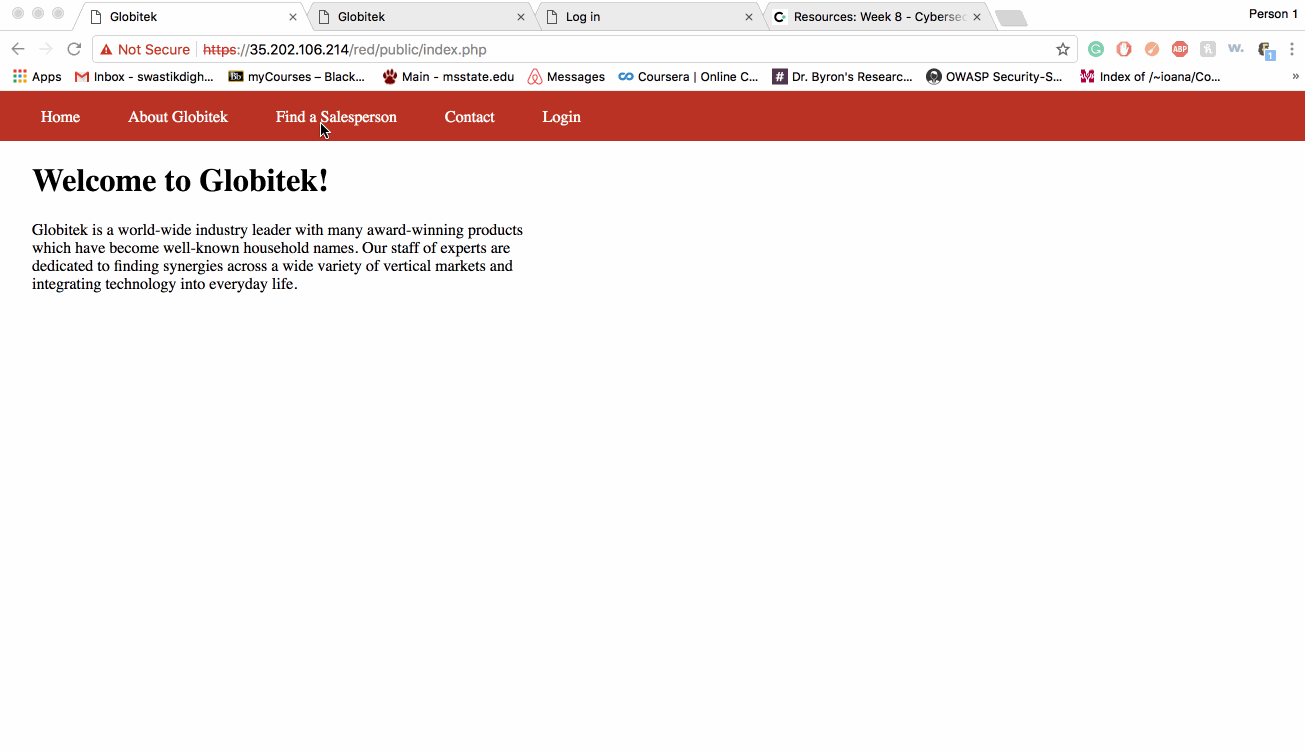 Globitek
Globitek
Log in
Resources: Week 8 - Cybersec
Person 1
Not Secure
https://35.202.106.214/red/public/index.php
ABP
W.
1
Apps
Inbox - swastikdigh...
myCourses – Black...
Main - msstate.edu
Messages
Coursera | Online C...
Dr. Byron's Researc...
OWASP Security-S...
Index of /~ioana/Co...
»
Home
About Globitek
Find a Salesperson
Contact
Login
Welcome to Globitek!
Globitek is a world-wide industry leader with many award-winning products
which have become well-known household names. Our staff of experts are
dedicated to finding synergies across a wide variety of vertical markets and
integrating technology into everyday life.